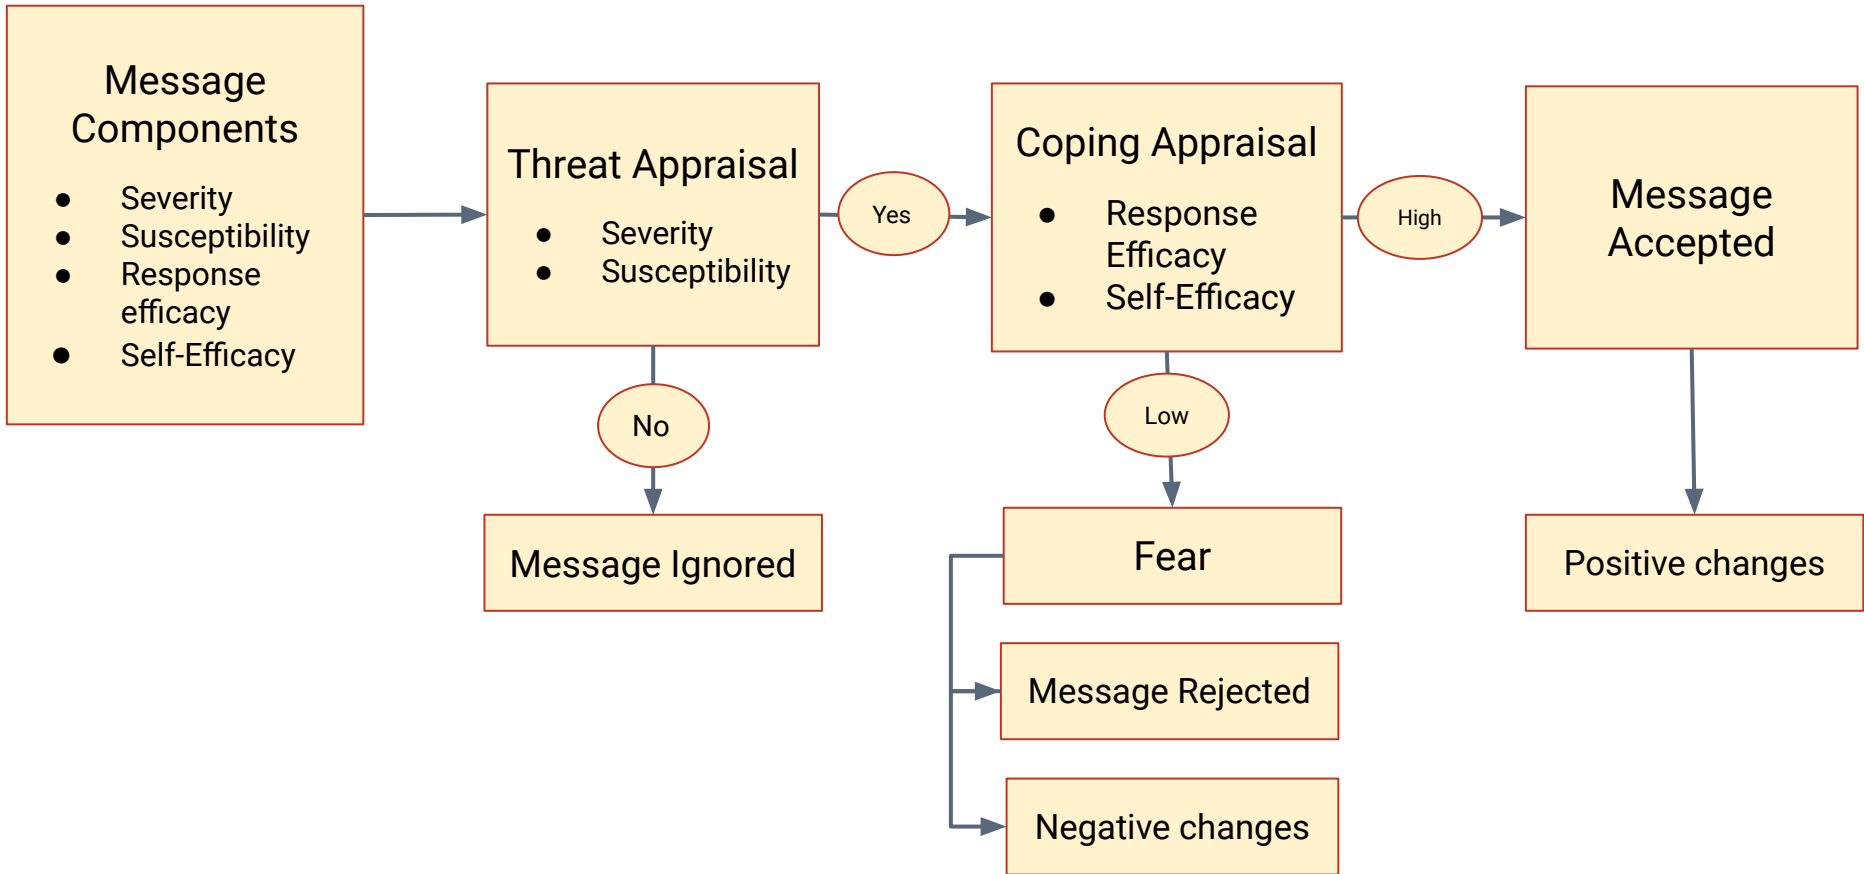 Message
Components
● Severity
● Susceptibility
● Response
efficacy
● Self-Efficacy
Threat Appraisal
● Severity
● Susceptibility
Yes
No
Message Ignored
Coping Appraisal
● Response
Efficacy
● Self-Efficacy
High
Low
Fear
Message Rejected
Negative changes
Message
Accepted
Positive changes